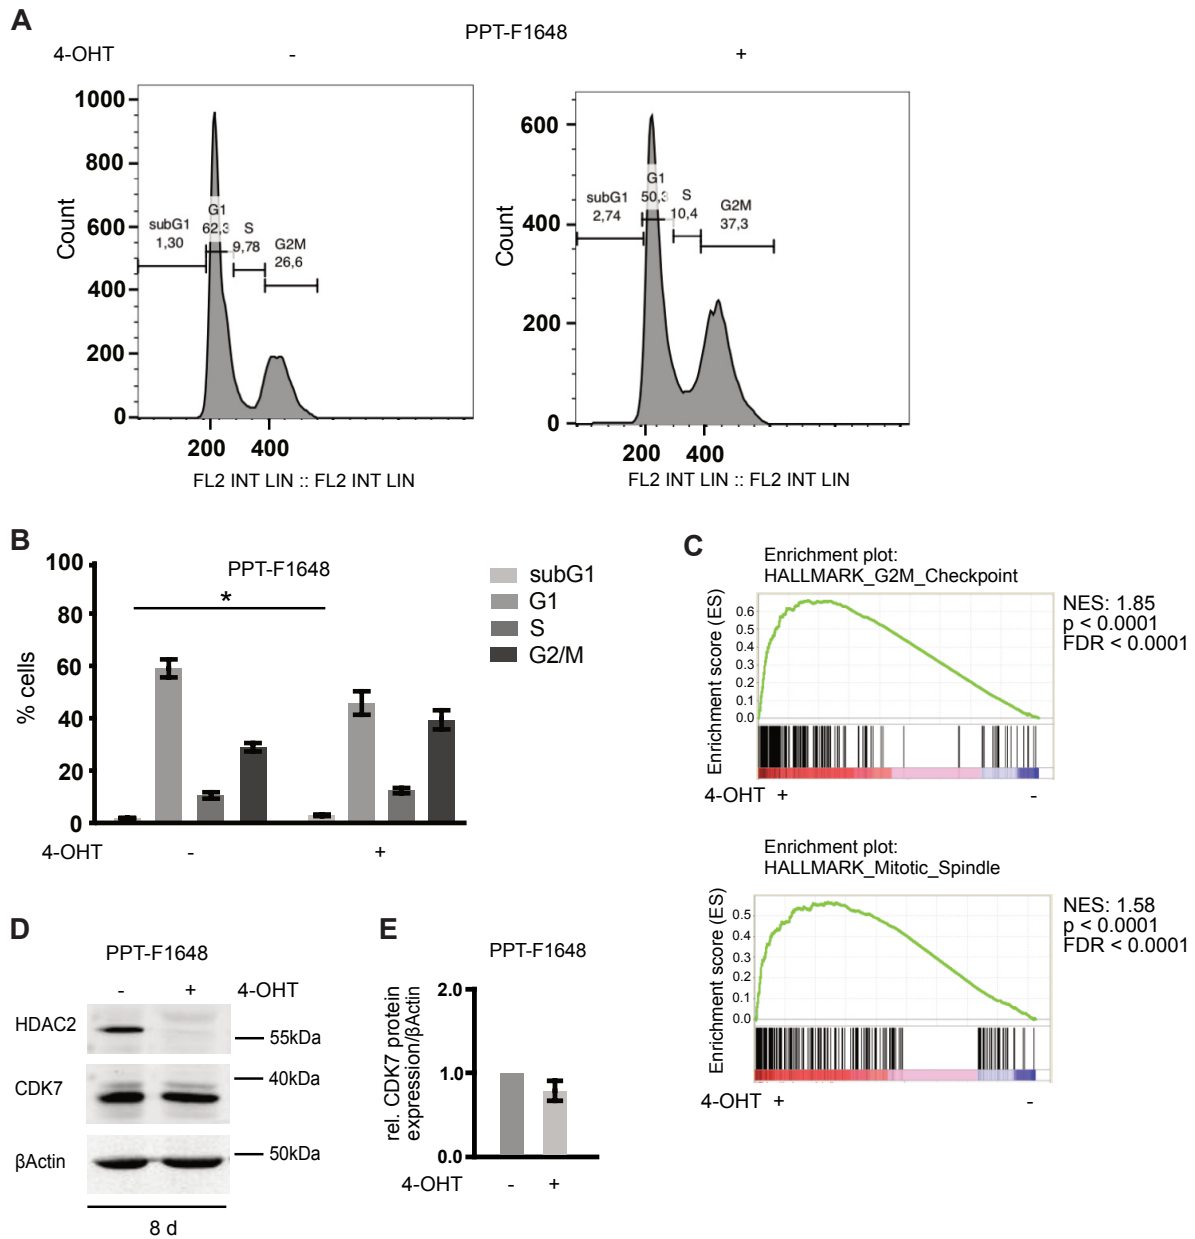 A
PPT-F1648
4-OHT - +
1000
800
600
400
200
0
Count
subG1
1,30
G1
62,3
S
9,78
G2M
26,6
200 400
FL2 INT LIN :: FL2 INT LIN
600
400
200
0
Count
subG1
2,74
G1
50,3
S
10,4
G2M
37,3
200 400
FL2 INT LIN :: FL2 INT LIN
B
PPT-F1648
100
80
60
40
20
0
% cells
*
subG1
G1
S
G2/M
4-OHT - +
C
Enrichment plot:
HALLMARK_G2M_Checkpoint
Enrichment score (ES)
0.6
0.5
0.4
0.3
0.2
0.1
0.0
NES: 1.85
p < 0.0001
FDR < 0.0001
4-OHT + -
Enrichment plot:
HALLMARK_Mitotic_Spindle
Enrichment score (ES)
0.5
0.4
0.3
0.2
0.1
0.0
NES: 1.58
p < 0.0001
FDR < 0.0001
4-OHT + -
D
PPT-F1648
- + 4-OHT
HDAC2
55kDa
CDK7
40kDa
βActin
50kDa
8 d
E
PPT-F1648
rel. CDK7 protein
expression/βActin
2.0
1.0
0.0
4-OHT - +